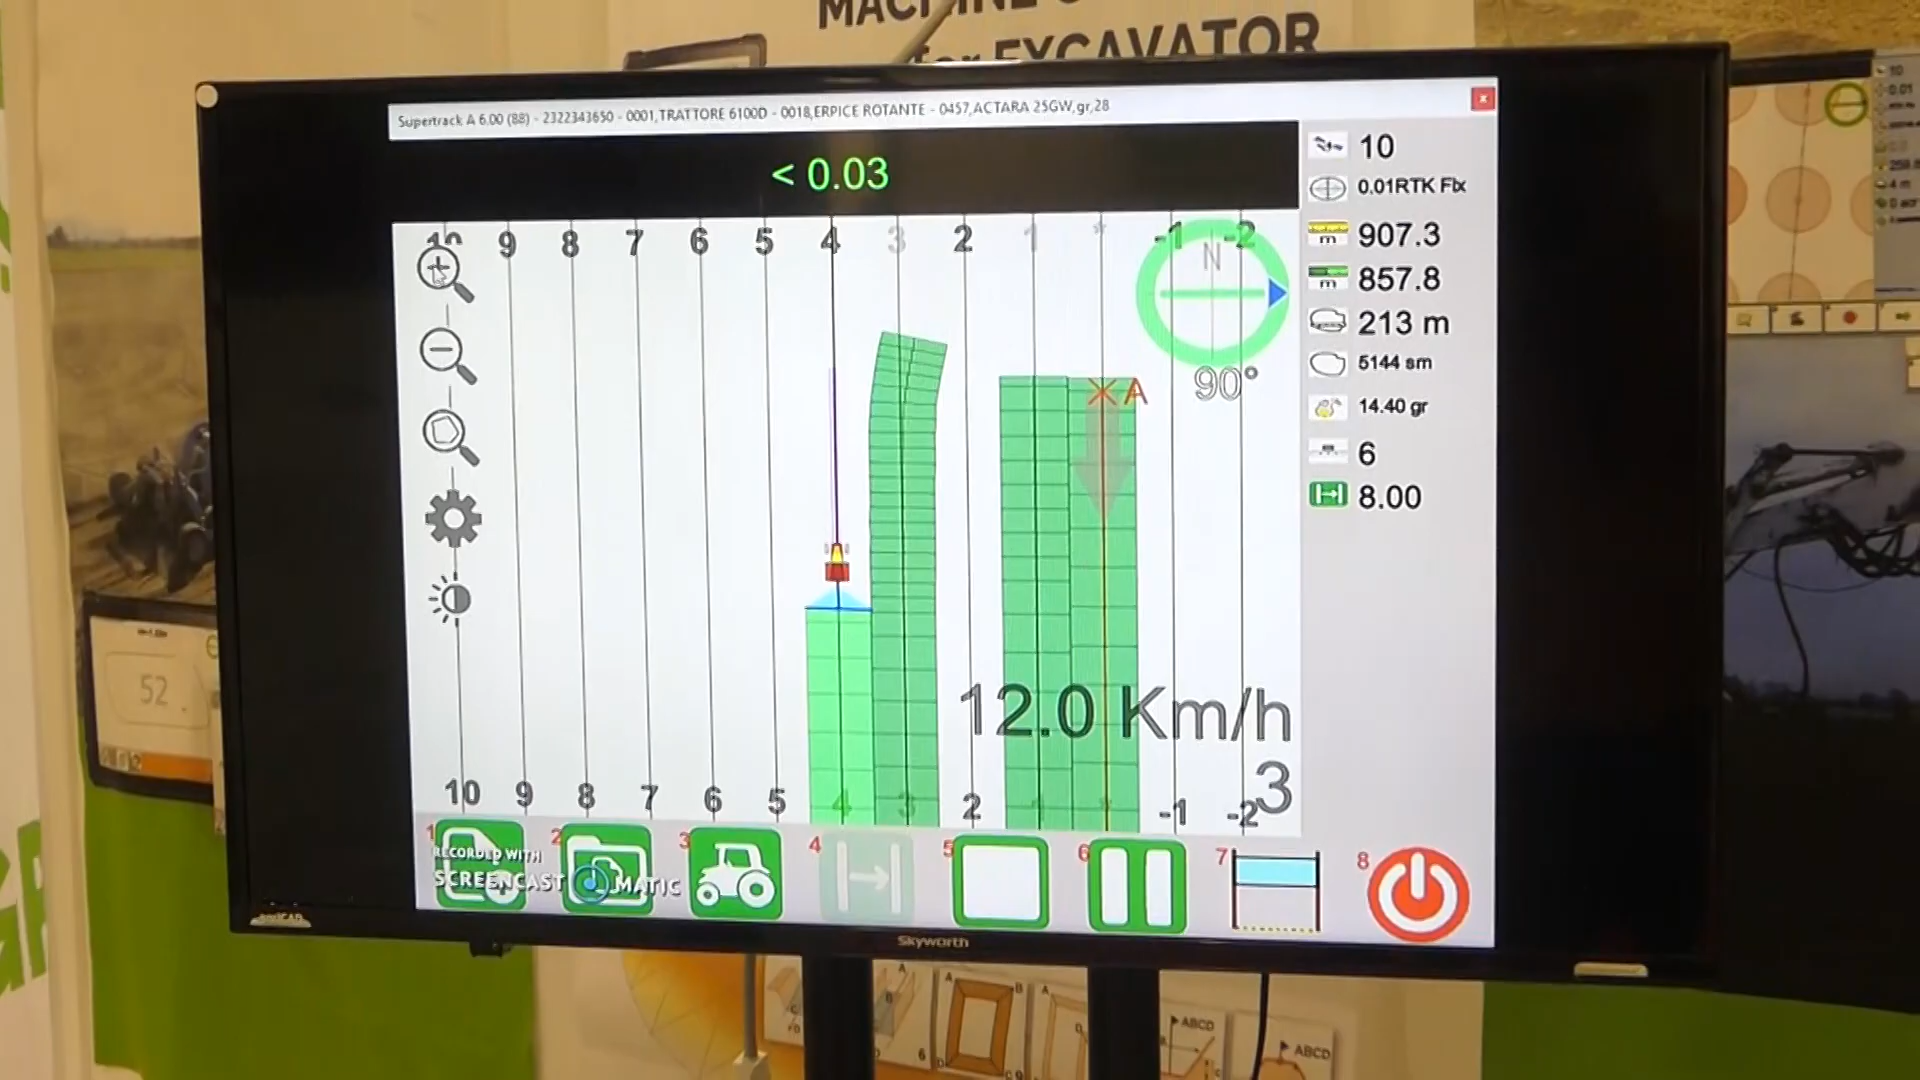 for EXCAVATOR
Supertrack A 6.00 (88) - 2322343650 - 0001,TRATTORE 6100D - 0018,ERPICE ROTANTE - 0457,ACTARA 25GW,gr,28
x
< 0.03
10 9 8 7 6 5 4 3 2 1 * -1 -2
N
90°
A
10
0.01RTK Fix
m 907.3
m 857.8
213 m
5144 sm
14.40 gr
6
8.00
12.0 Km/h
3
10 9 8 7 6 5 4 3 2 1 * -1 -2
1 2 3 4 5 6 7 8
RECORDED WITH
SCREENCAST MATIC
Skyworth
52
A
B
A B
6
A
D
ABCD
ABCD